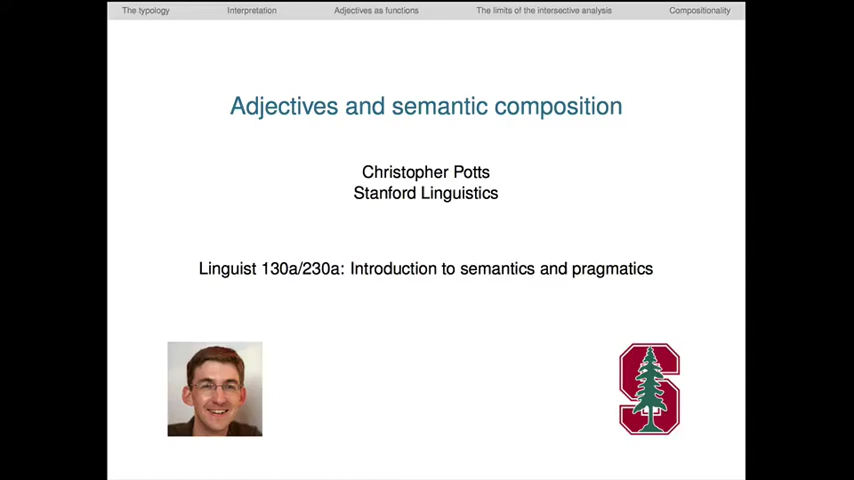 The typology Interpretation Adjectives as functions The limits of the intersective analysis Compositionality
Adjectives and semantic composition
Christopher Potts
Stanford Linguistics
Linguist 130a/230a: Introduction to semantics and pragmatics
S